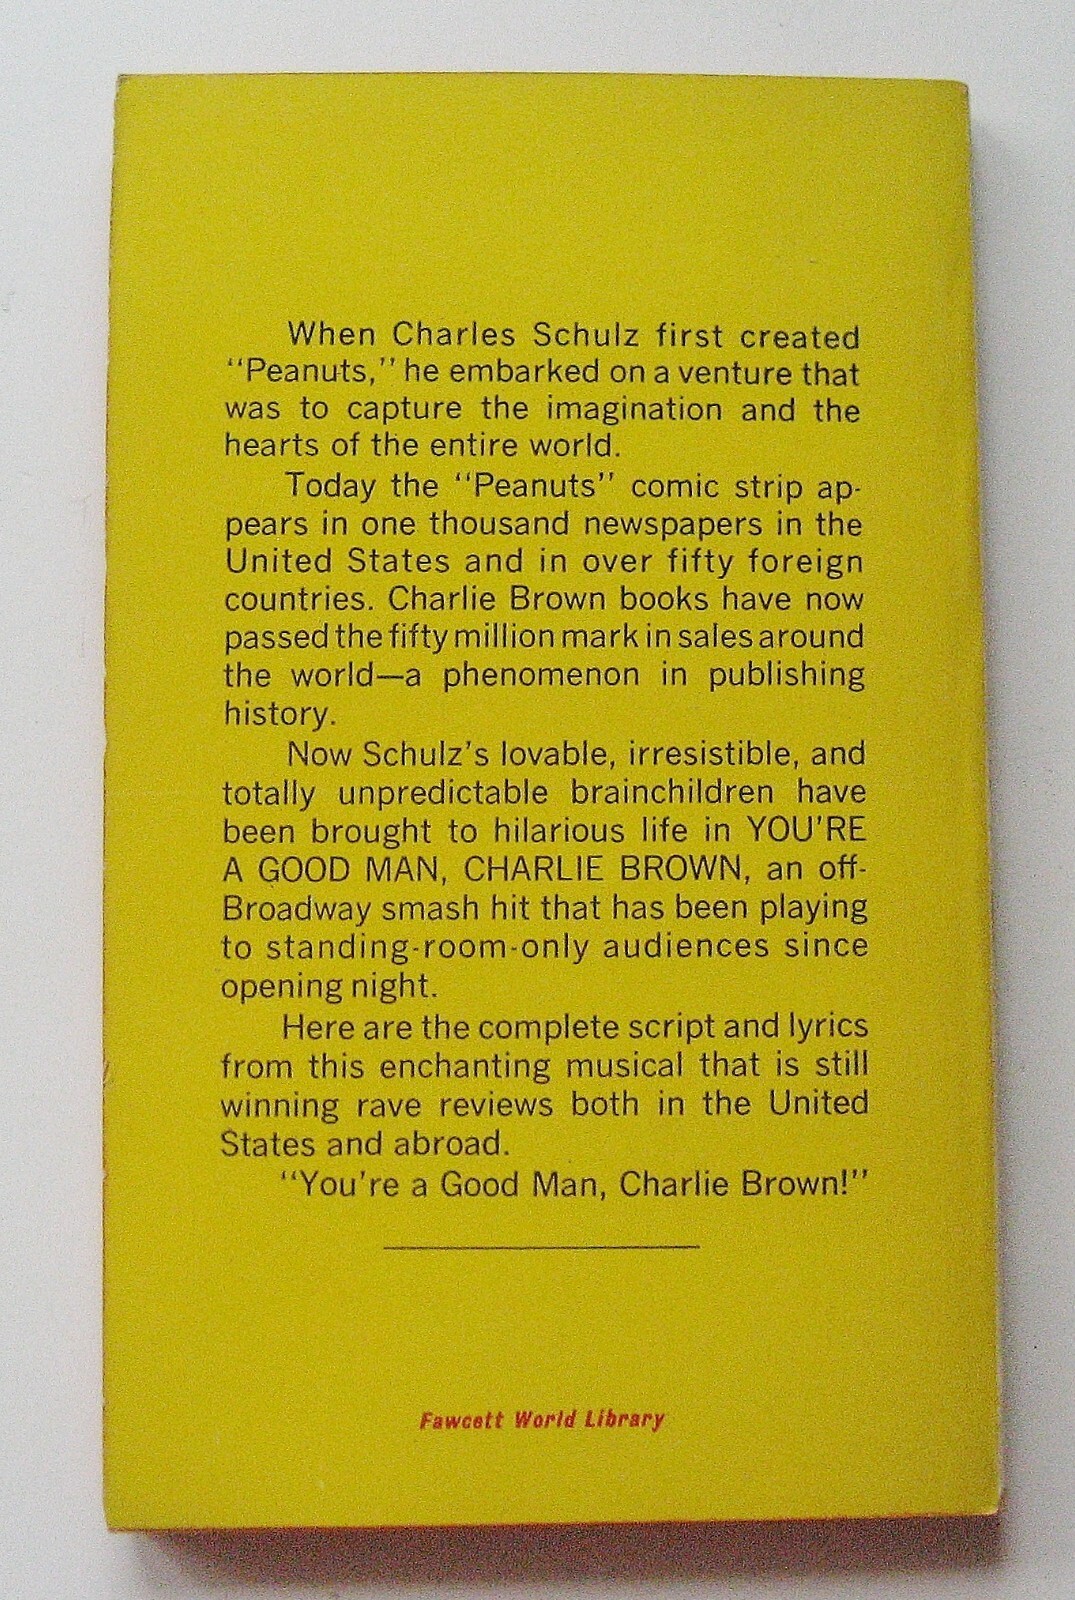 When Charles Schulz first created
"Peanuts," he embarked on a venture that
was to capture the imagination and the
hearts of the entire world.
Today the "Peanuts" comic strip ap-
pears in one thousand newspapers in the
United States and in over fifty foreign
countries. Charlie Brown books have now
passed the fifty million mark in sales around
the world—a phenomenon in publishing
history.
Now Schulz's lovable, irresistible, and
totally unpredictable brainchildren have
been brought to hilarious life in YOU'RE
A GOOD MAN, CHARLIE BROWN, an off-
Broadway smash hit that has been playing
to standing-room-only audiences since
opening night.
Here are the complete script and lyrics
from this enchanting musical that is still
winning rave reviews both in the United
States and abroad.
"You're a Good Man, Charlie Brown!"
Fawcett World Library